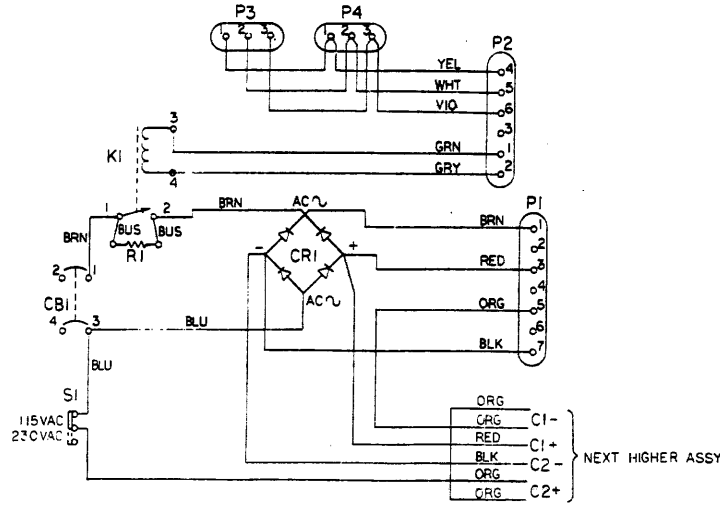 P3 P4
1 2 3 1 2 3 P2
YEL 4
WHT 5
VIO 6
3
3
GRN 1
K1
GRY 2
4
P1
1 2 BRN AC∿ BRN 1
BUS BUS
2
BRN R1 - CR1 + RED 3
2 1
4
CB1 AC∿ ORG 5
4 3 BLU
6
BLK 7
BLU
S1
115VAC
230VAC
ORG
ORG C1-
RED C1+
BLK C2-
NEXT HIGHER ASSY
ORG
ORG C2+